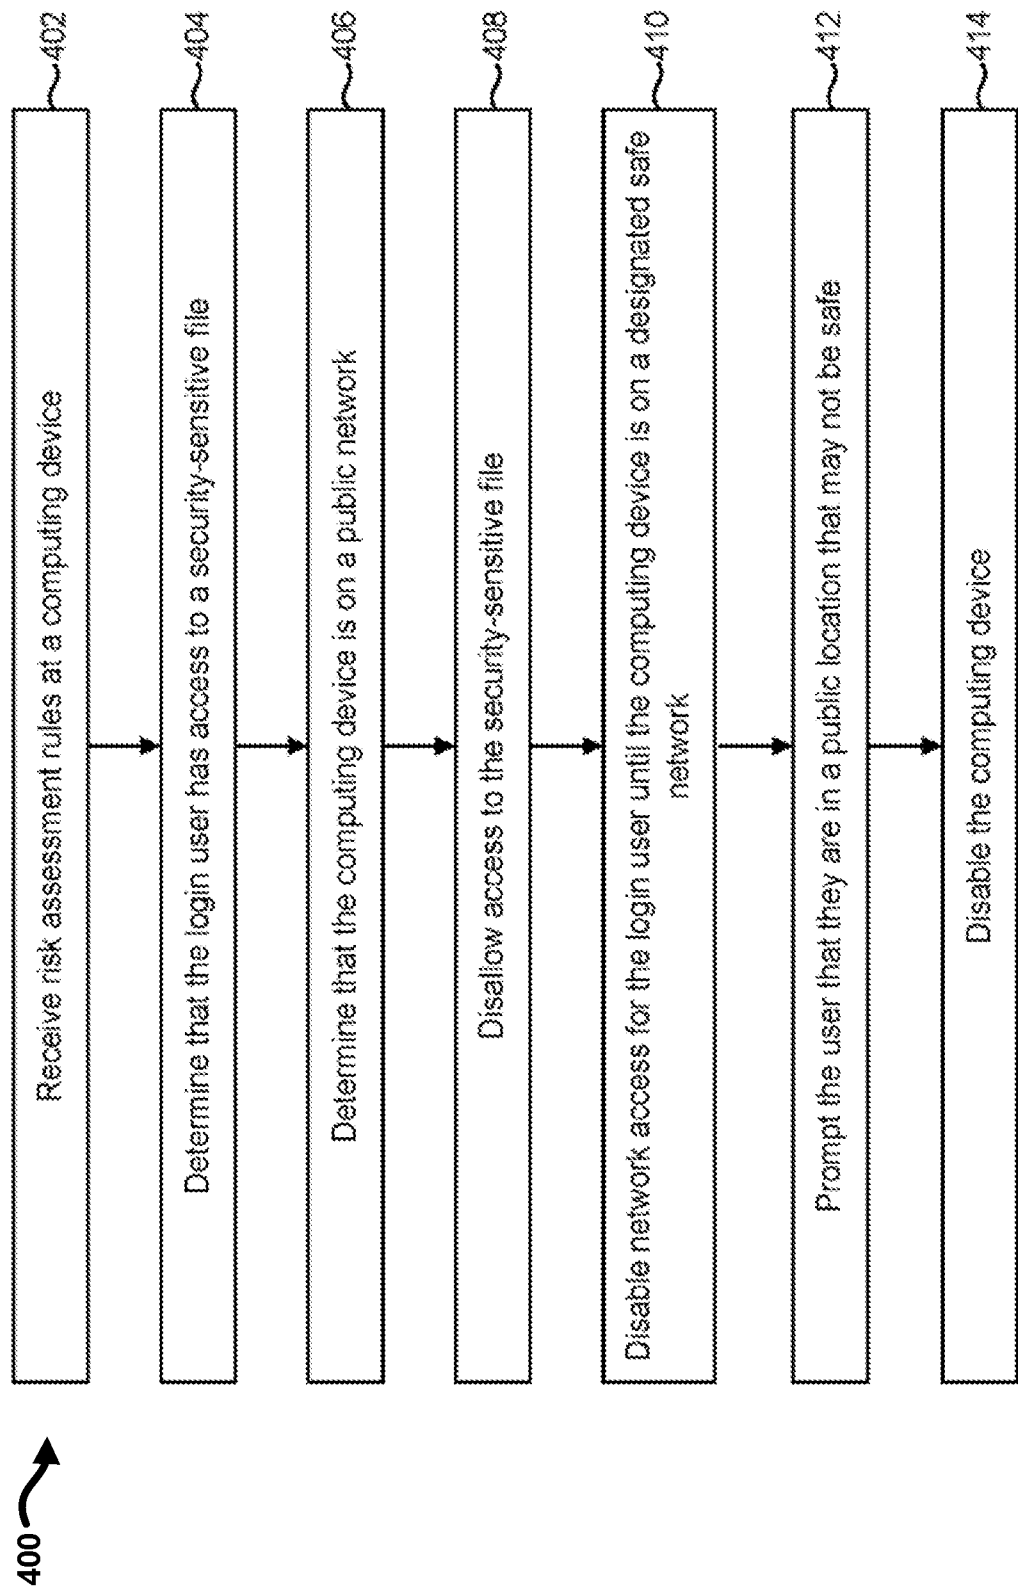 400
Receive risk assessment rules at a computing device
402
Determine that the login user has access to a security-sensitive file
404
Determine that the computing device is on a public network
406
Disallow access to the security-sensitive file
408
Disable network access for the login user until the computing device is on a designated safe
network
410
Prompt the user that they are in a public location that may not be safe
412
Disable the computing device
414